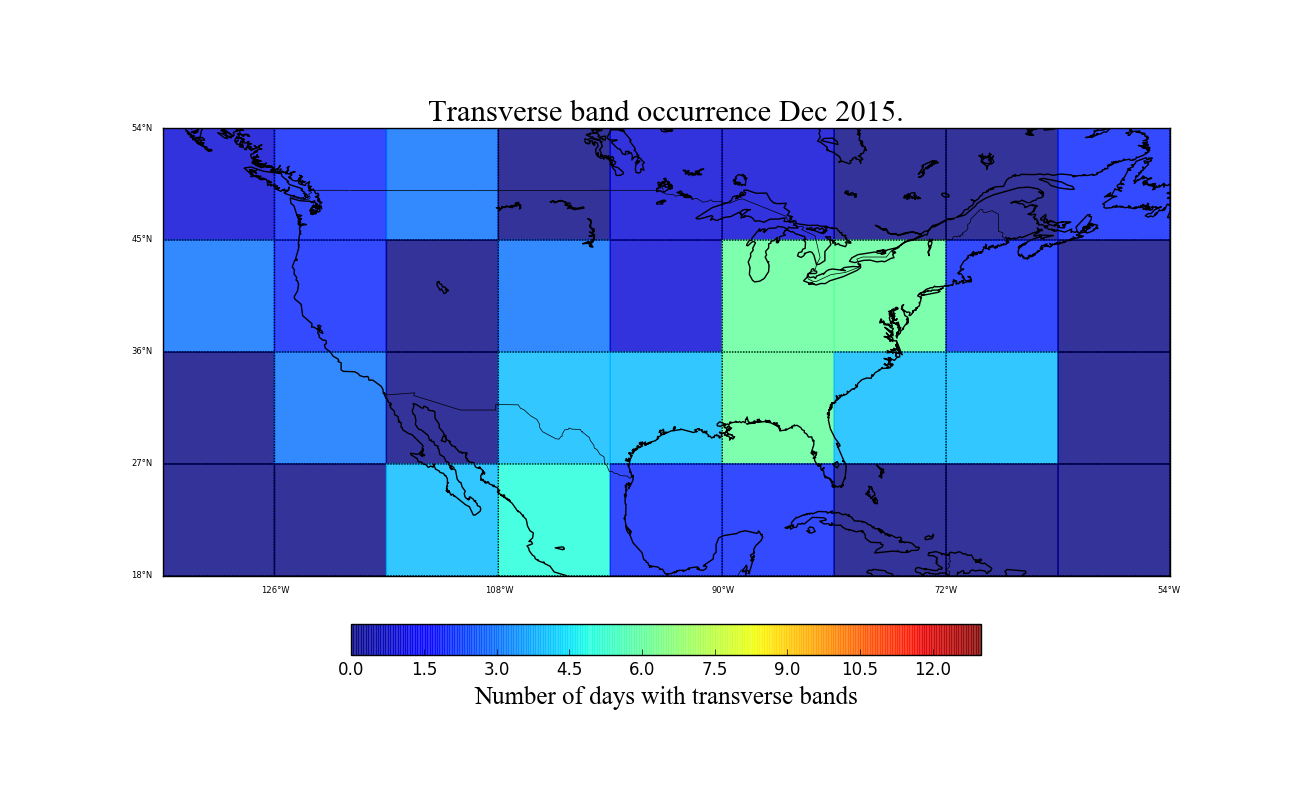 Transverse band occurrence Dec 2015.
54°N
45°N
36°N
27°N
18°N
126°W 108°W 90°W 72°W 54°W
0.0 1.5 3.0 4.5 6.0 7.5 9.0 10.5 12.0
Number of days with transverse bands